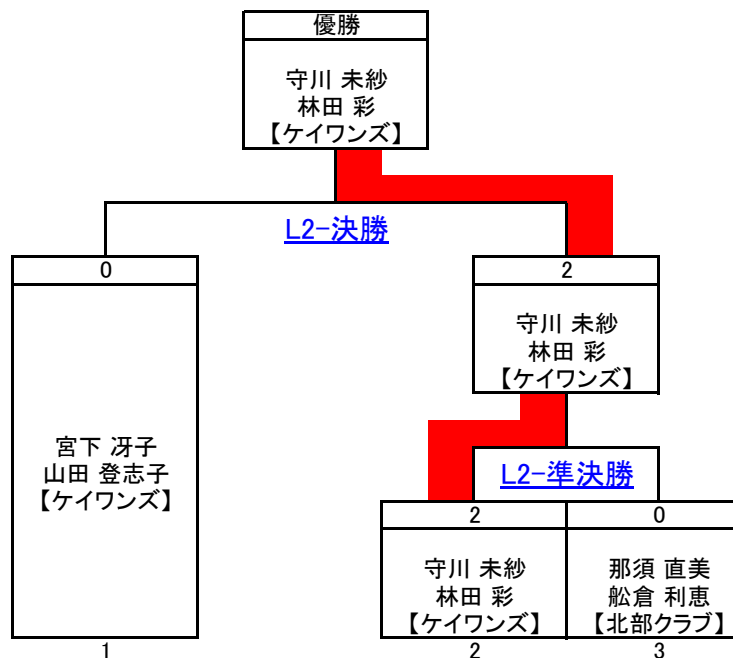 優勝
守川 未紗
林田 彩
【ケイワンズ】
L2-決勝
0
2
守川 未紗
林田 彩
【ケイワンズ】
宮下 冴子
山田 登志子
【ケイワンズ】
L2-準決勝
2
0
守川 未紗
林田 彩
【ケイワンズ】
那須 直美
舩倉 利恵
【北部クラブ】
1
2
3